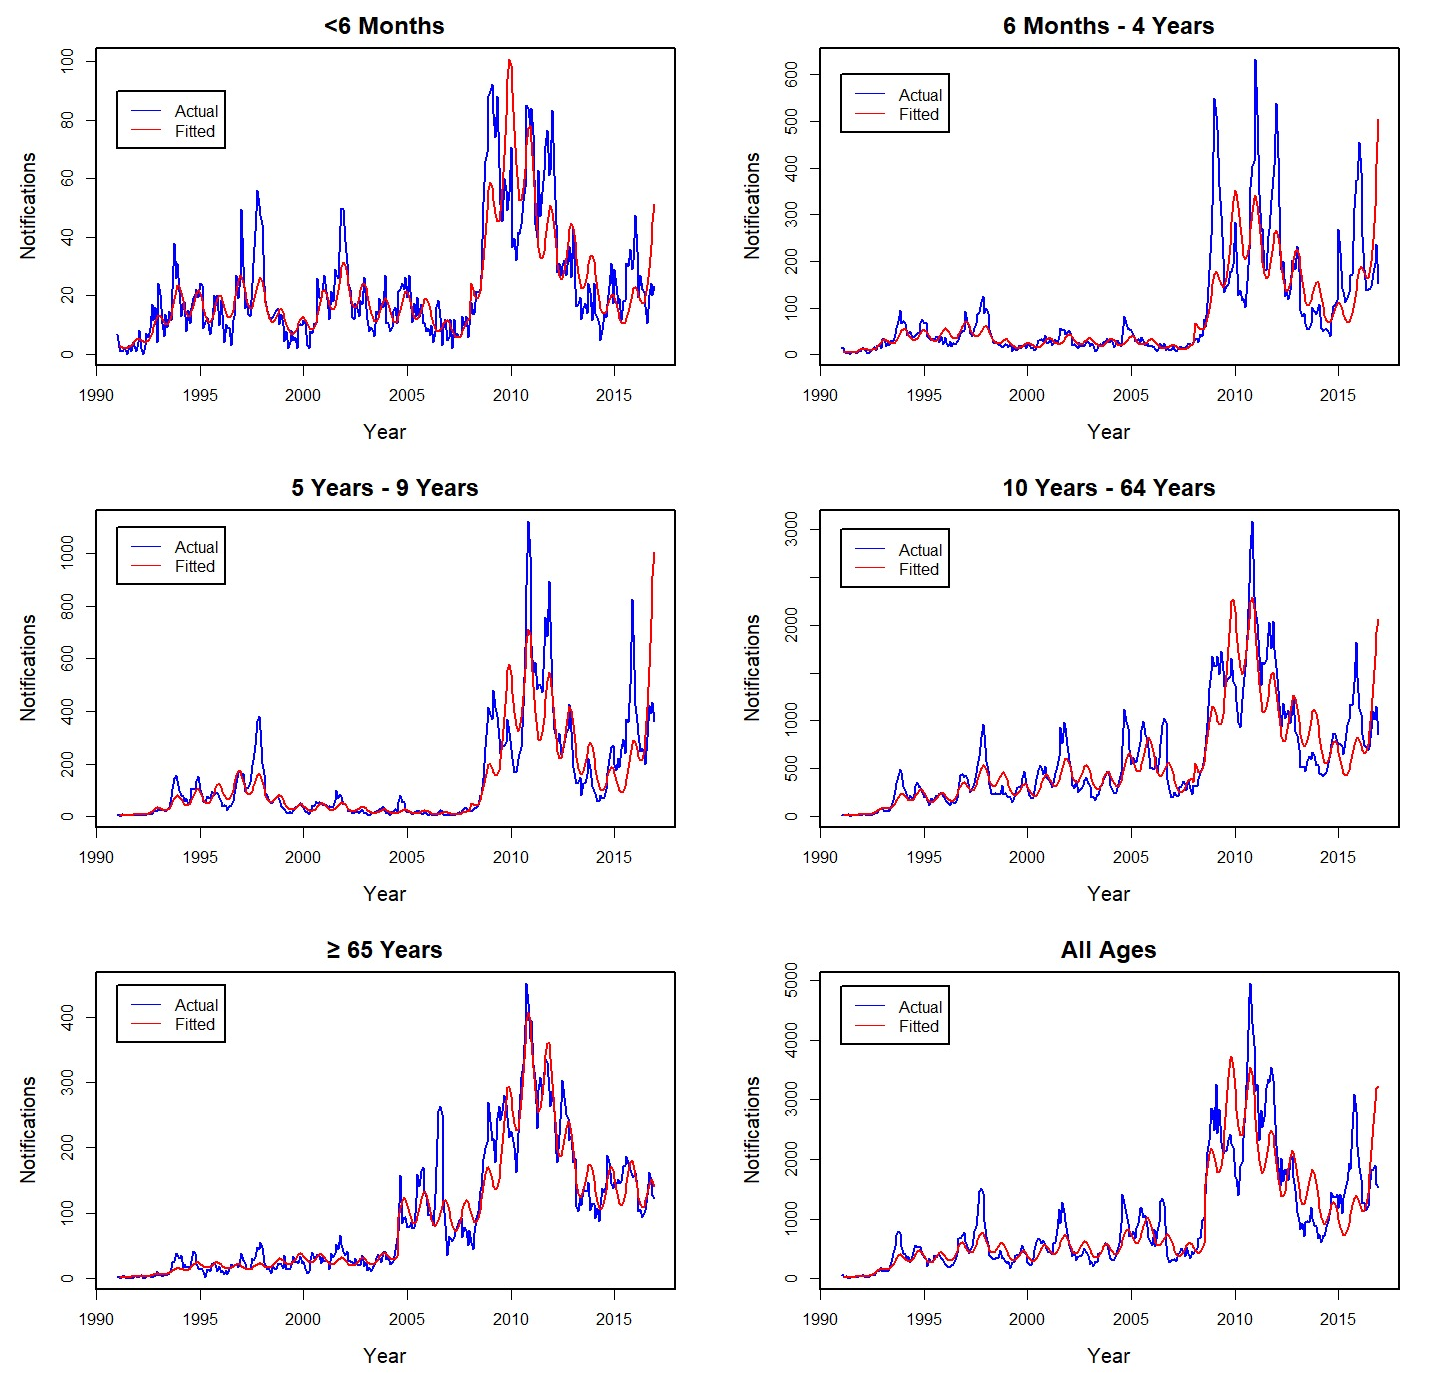 <6 Months
100
80
60
40
20
0
Notifications
Actual
Fitted
1990 1995 2000 2005 2010 2015
Year
6 Months - 4 Years
600
500
400
300
200
100
0
Notifications
Actual
Fitted
1990 1995 2000 2005 2010 2015
Year
5 Years - 9 Years
1000
800
600
400
200
0
Notifications
Actual
Fitted
1990 1995 2000 2005 2010 2015
Year
10 Years - 64 Years
3000
2000
1000
500
0
Notifications
Actual
Fitted
1990 1995 2000 2005 2010 2015
Year
≥ 65 Years
400
300
200
100
0
Notifications
Actual
Fitted
1990 1995 2000 2005 2010 2015
Year
All Ages
5000
4000
3000
2000
1000
0
Notifications
Actual
Fitted
1990 1995 2000 2005 2010 2015
Year